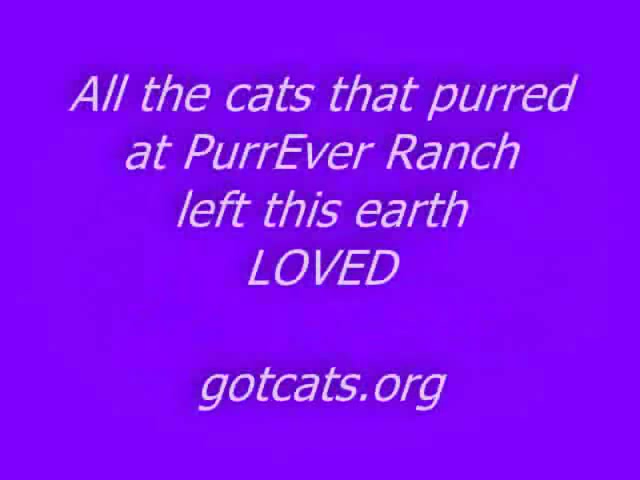 All the cats that purred
at PurrEver Ranch
left this earth
LOVED
gotcats.org